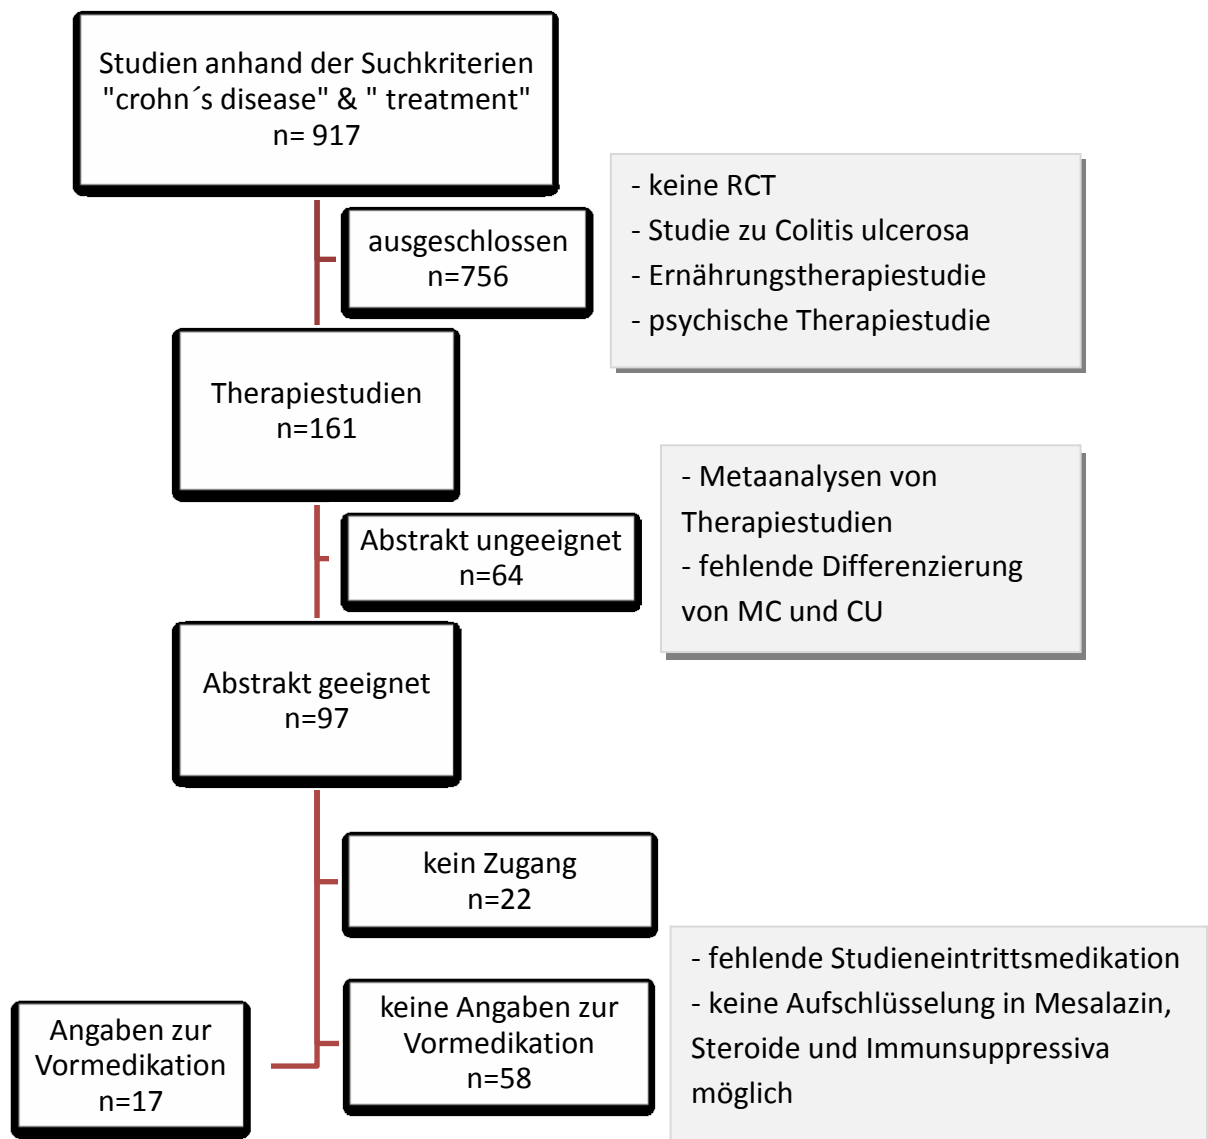 Studien anhand der Suchkriterien
"crohn´s disease" & " treatment"
n= 917
- keine RCT
- Studie zu Colitis ulcerosa
- Ernährungstherapiestudie
- psychische Therapiestudie
ausgeschlossen
n=756
Therapiestudien
n=161
- Metaanalysen von
Therapiestudien
- fehlende Differenzierung
von MC und CU
Abstrakt ungeeignet
n=64
Abstrakt geeignet
n=97
kein Zugang
n=22
- fehlende Studieneintrittsmedikation
- keine Aufschlüsselung in Mesalazin,
Steroide und Immunsuppressiva
möglich
keine Angaben zur
Vormedikation
n=58
Angaben zur
Vormedikation
n=17